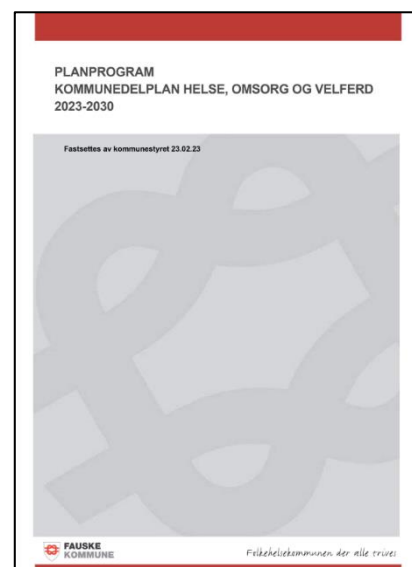 PLANPROGRAM
KOMMUNEDELPLAN HELSE, OMSORG OG VELFERD
2023-2030
Fastsettes av kommunestyret 23.02.23
FAUSKE
KOMMUNE
Folkehelsekommunen der alle trives